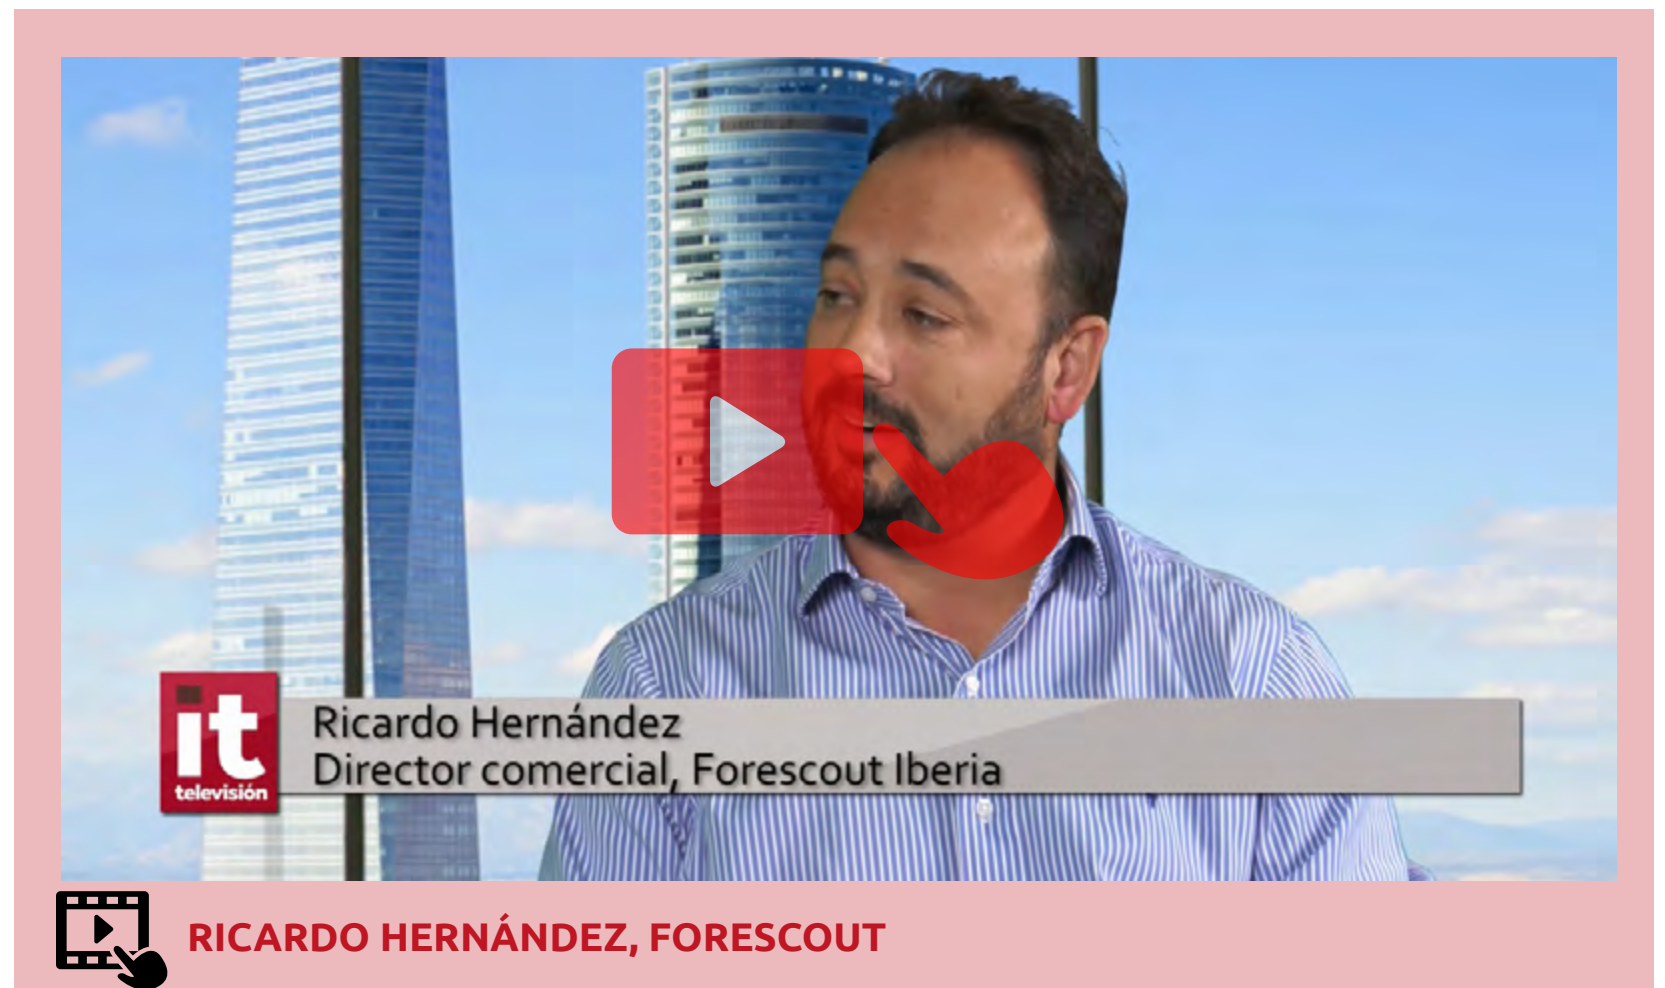 it
televisión
Ricardo Hernández
Director comercial, Forescout Iberia
RICARDO HERNÁNDEZ, FORESCOUT